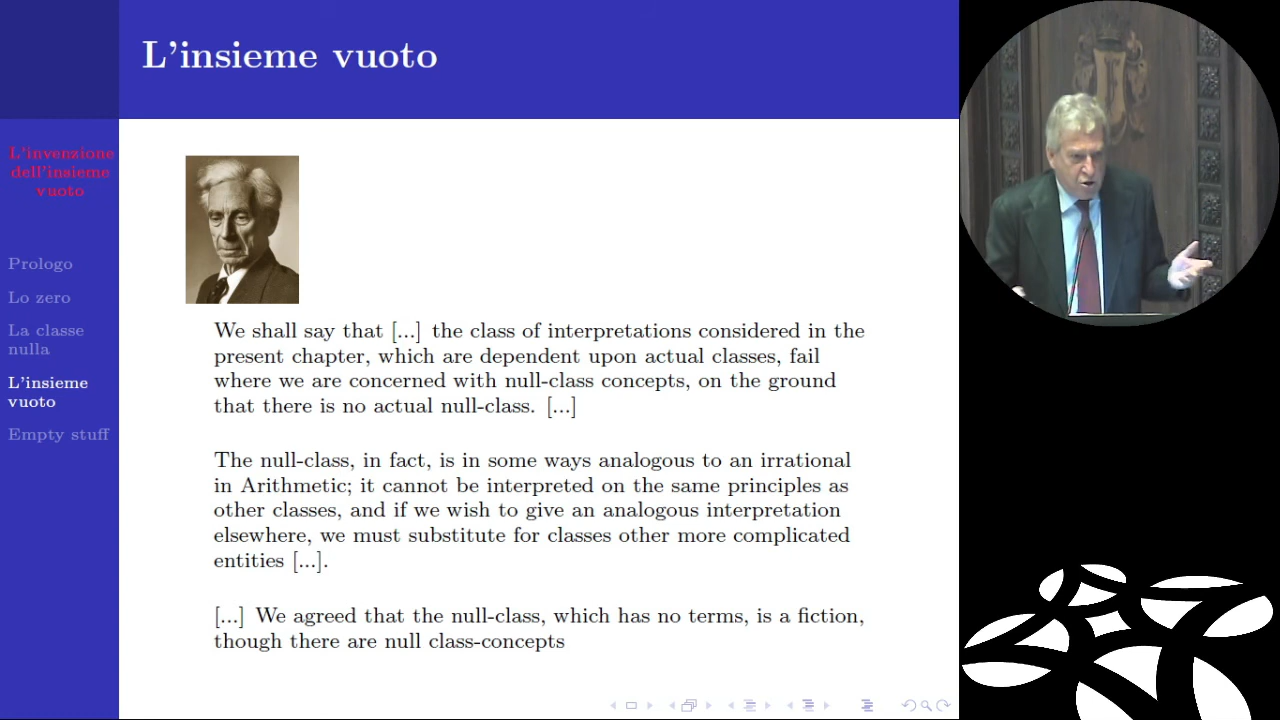 L'insieme vuoto
L'invenzione
dell'insieme
vuoto
Prologo
Lo zero
La classe
nulla
L'insieme
vuoto
Empty stuff
We shall say that [...] the class of interpretations considered in the
present chapter, which are dependent upon actual classes, fail
where we are concerned with null-class concepts, on the ground
that there is no actual null-class. [...]
The null-class, in fact, is in some ways analogous to an irrational
in Arithmetic; it cannot be interpreted on the same principles as
other classes, and if we wish to give an analogous interpretation
elsewhere, we must substitute for classes other more complicated
entities [...].
[...] We agreed that the null-class, which has no terms, is a fiction,
though there are null class-concepts